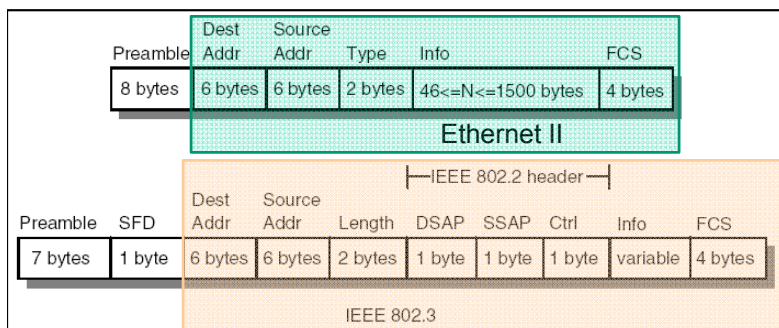 Dest Source
Preamble Addr Addr Type Info FCS
8 bytes 6 bytes 6 bytes 2 bytes 46<=N<=1500 bytes 4 bytes
Ethernet II
IEEE 802.2 header
Dest Source
Preamble SFD Addr Addr Length DSAP SSAP Ctrl Info FCS
7 bytes 1 byte 6 bytes 6 bytes 2 bytes 1 byte 1 byte 1 byte variable 4 bytes
IEEE 802.3